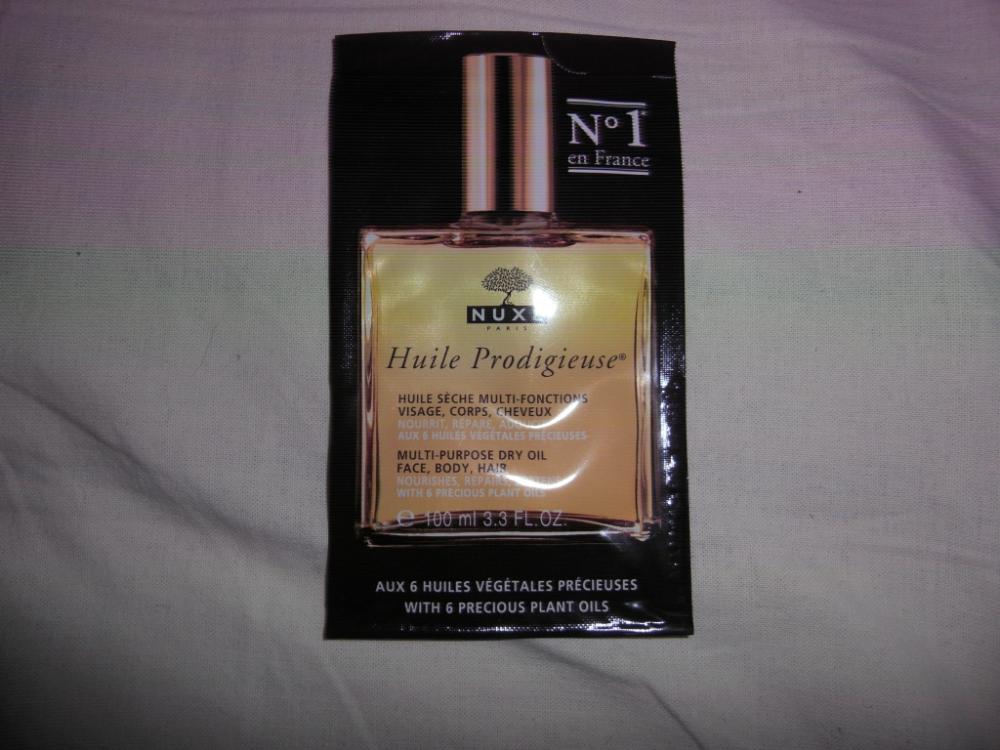 N° 1*
en France
NUXE
PARIS
Huile Prodigieuse®
HUILE SÈCHE MULTI-FONCTIONS
VISAGE, CORPS, CHEVEUX
NOURRIT, RÉPARE,
AUX 6 HUILES VÉGÉTALES PRÉCIEUSES
MULTI-PURPOSE DRY OIL
FACE, BODY, HAIR
NOURISHES, REPAIRS,
WITH 6 PRECIOUS PLANT OILS
℮ 100 ml 3.3 FL.OZ.
AUX 6 HUILES VÉGÉTALES PRÉCIEUSES
WITH 6 PRECIOUS PLANT OILS